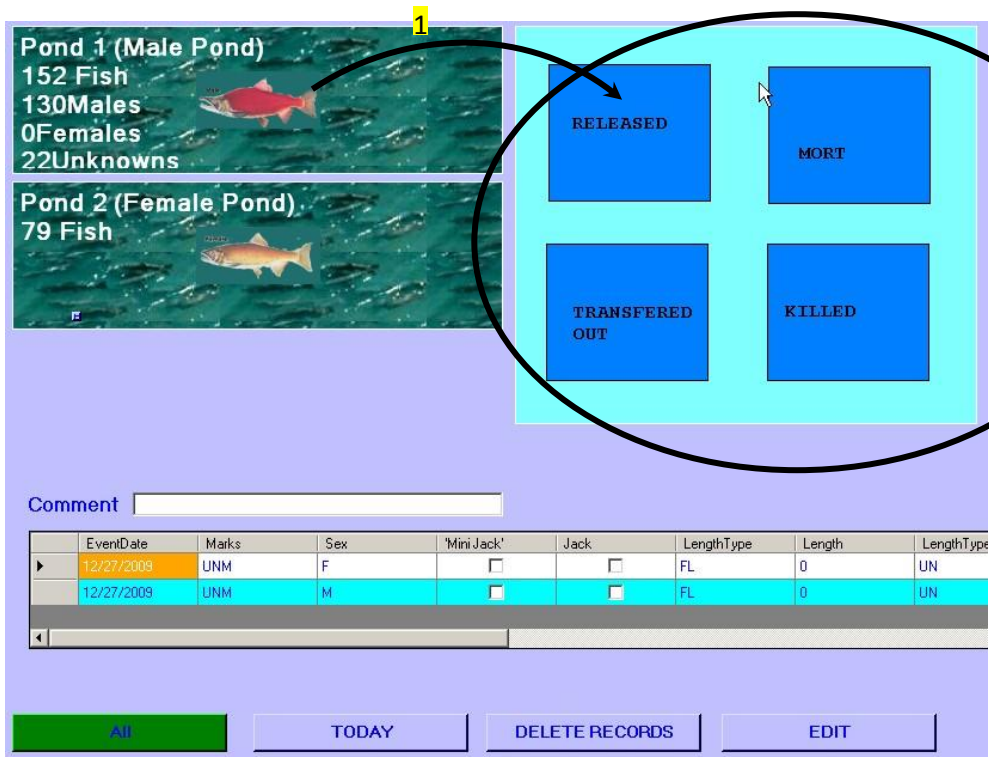 1
Pond 1 (Male Pond)
152 Fish
130Males
0Females
22Unknowns
Pond 2 (Female Pond)
79 Fish
RELEASED
MORT
TRANSFERED
OUT
KILLED
Comment
EventDate Marks Sex 'Mini Jack' Jack LengthType Length LengthType
12/27/2009 UNM F FL 0 UN
12/27/2009 UNM M FL 0 UN
All TODAY DELETE RECORDS EDIT